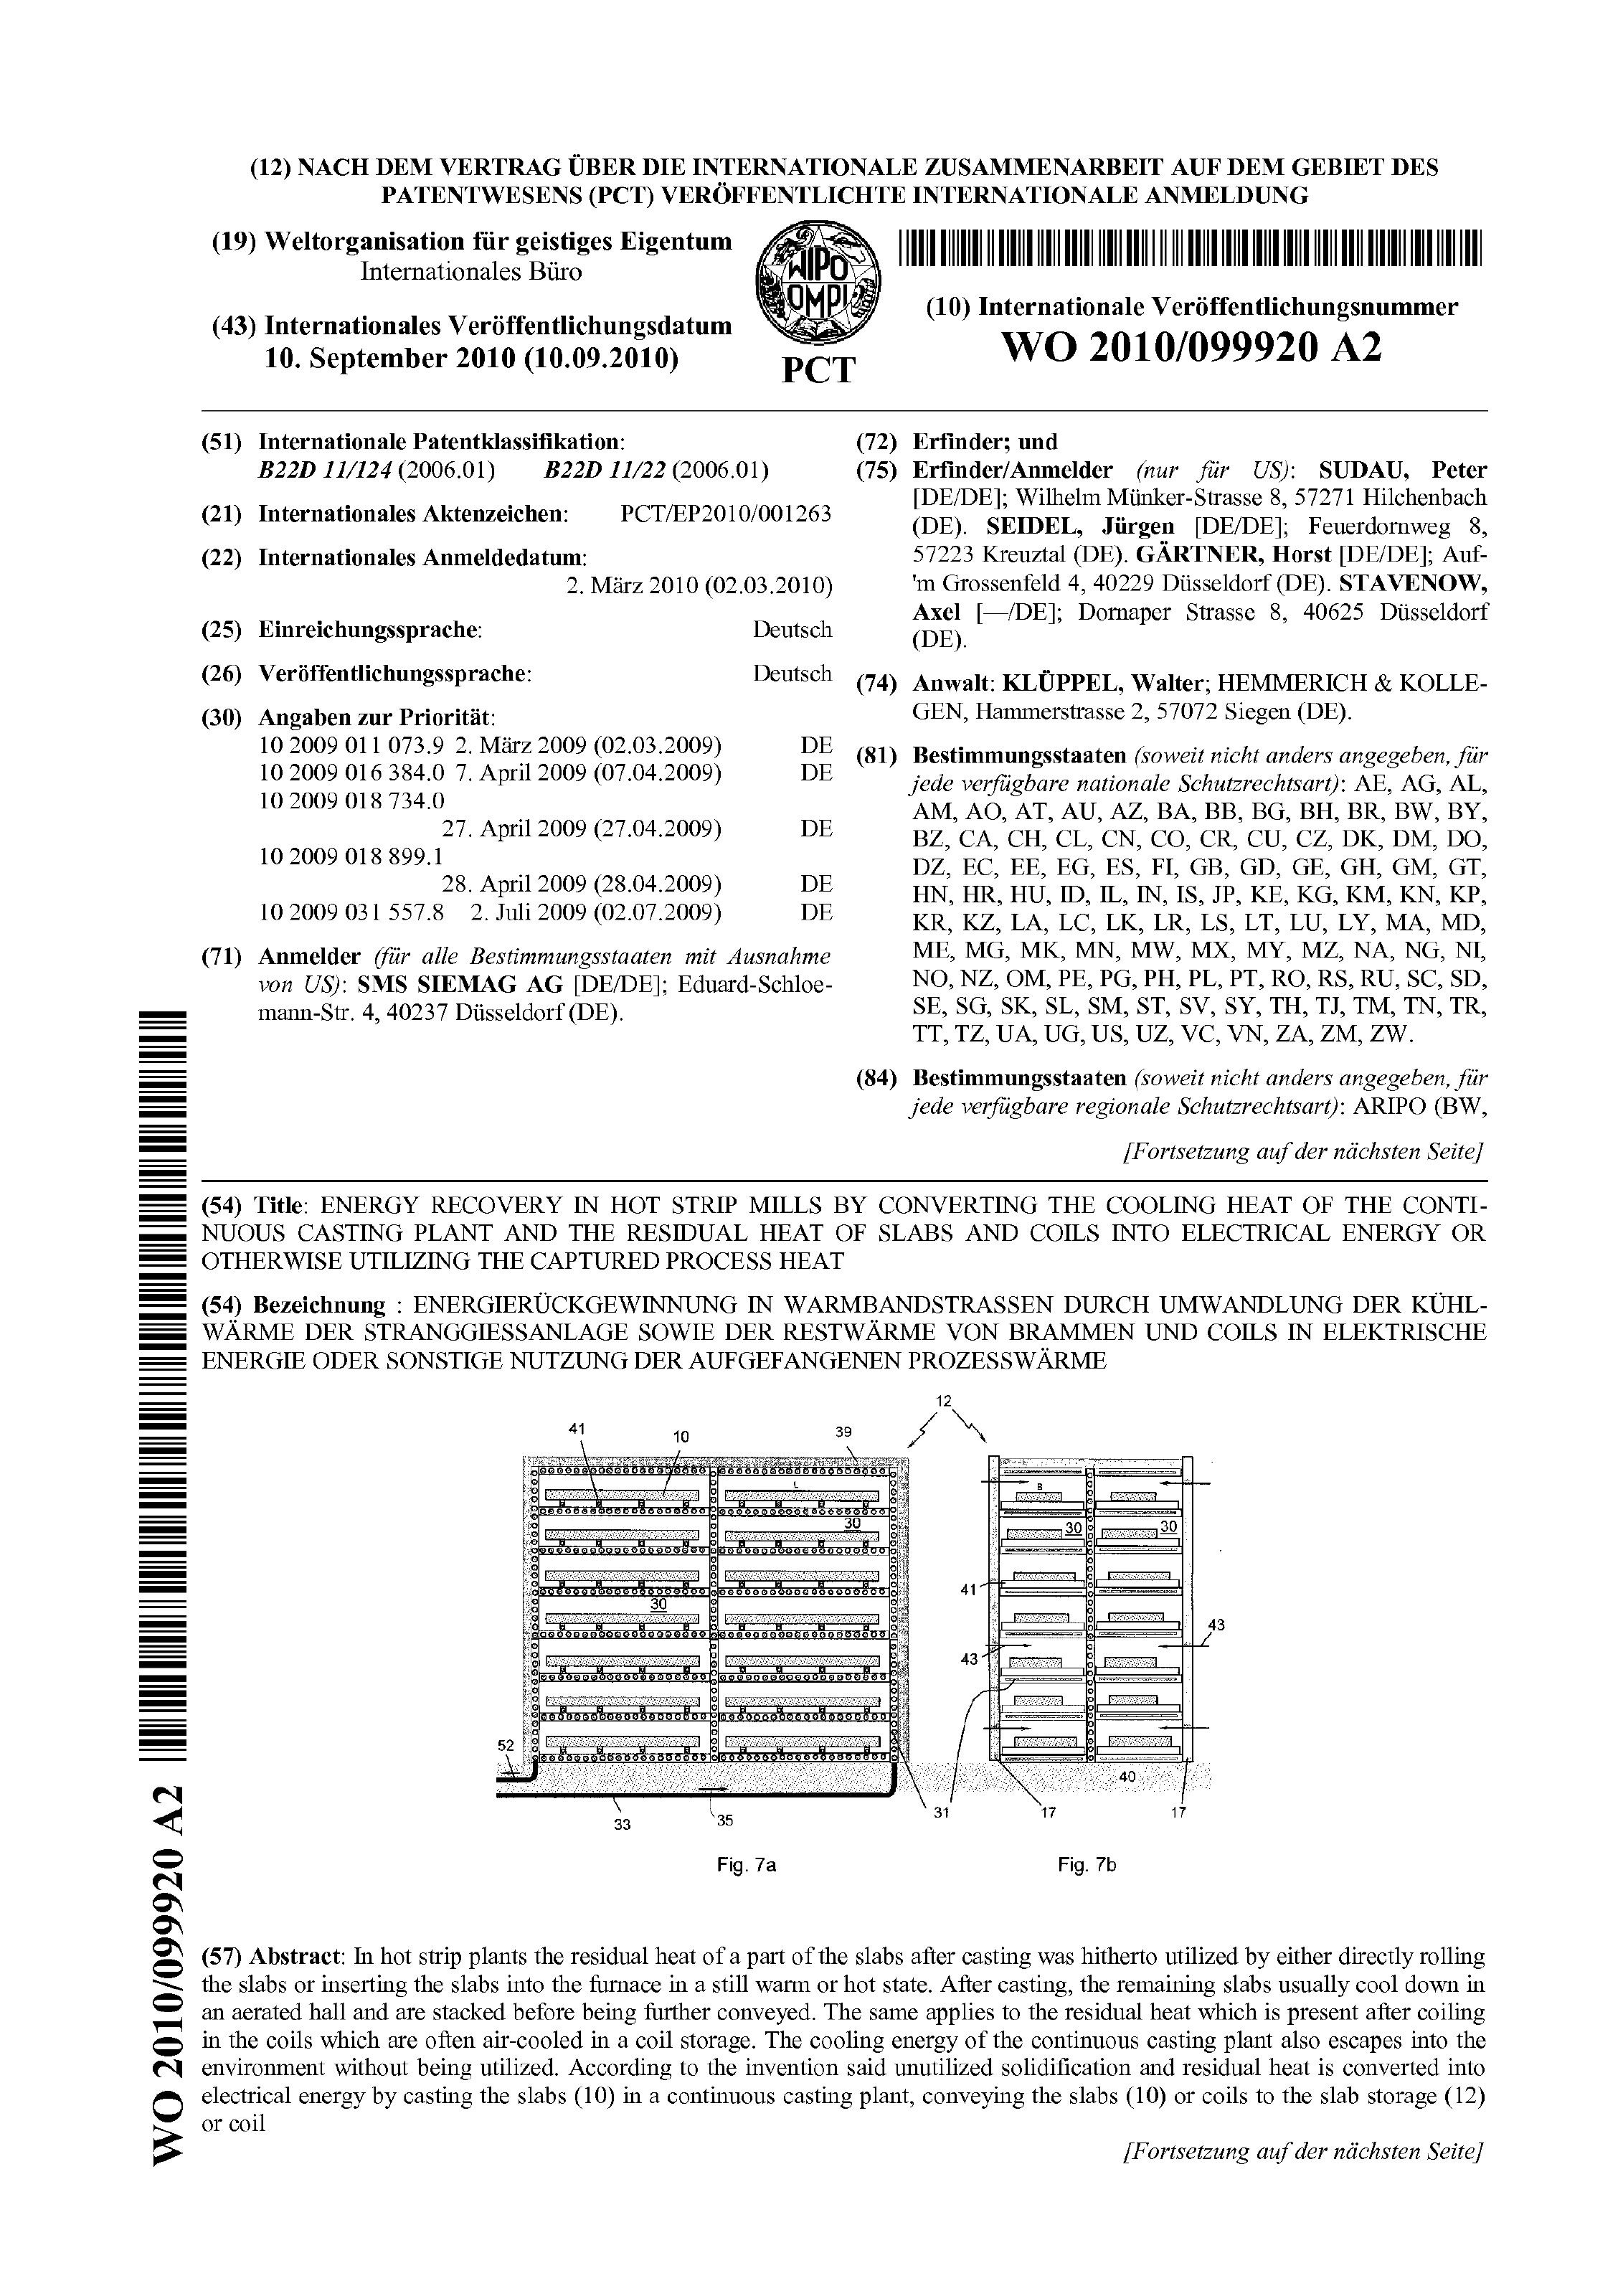 (12) NACH DEM VERTRAG ÜBER DIE INTERNATIONALE ZUSAMMENARBEIT AUF DEM GEBIET DES
PATENTWESENS (PCT) VERÖFFENTLICHTE INTERNATIONALE ANMELDUNG
(19) Weltorganisation für geistiges Eigentum
Internationales Büro
(43) Internationales Veröffentlichungsdatum
10. September 2010 (10.09.2010)
WIPO
OMPI
PCT
(10) Internationale Veröffentlichungsnummer
WO 2010/099920 A2
(51) Internationale Patentklassifikation:
B22D 11/124 (2006.01) B22D 11/22 (2006.01)
(21) Internationales Aktenzeichen: PCT/EP2010/001263
(22) Internationales Anmeldedatum:
2. März 2010 (02.03.2010)
(25) Einreichungssprache: Deutsch
(26) Veröffentlichungssprache: Deutsch
(30) Angaben zur Priorität:
10 2009 011 073.9 2. März 2009 (02.03.2009) DE
10 2009 016 384.0 7. April 2009 (07.04.2009) DE
10 2009 018 734.0
27. April 2009 (27.04.2009) DE
10 2009 018 899.1
28. April 2009 (28.04.2009) DE
10 2009 031 557.8 2. Juli 2009 (02.07.2009) DE
(71) Anmelder (für alle Bestimmungsstaaten mit Ausnahme
von US): SMS SIEMAG AG [DE/DE]; Eduard-Schloe-
mann-Str. 4, 40237 Düsseldorf (DE).
(72) Erfinder; und
(75) Erfinder/Anmelder (nur für US): SUDAU, Peter
[DE/DE]; Wilhelm Münker-Strasse 8, 57271 Hilchenbach
(DE). SEIDEL, Jürgen [DE/DE]; Feuerdornweg 8,
57223 Kreuztal (DE). GÄRTNER, Horst [DE/DE]; Auf-
'm Grossenfeld 4, 40229 Düsseldorf (DE). STAVENOW,
Axel [—/DE]; Dornaper Strasse 8, 40625 Düsseldorf
(DE).
(74) Anwalt: KLÜPPEL, Walter; HEMMERICH & KOLLE-
GEN, Hammerstrasse 2, 57072 Siegen (DE).
(81) Bestimmungsstaaten (soweit nicht anders angegeben, für
jede verfügbare nationale Schutzrechtsart): AE, AG, AL,
AM, AO, AT, AU, AZ, BA, BB, BG, BH, BR, BW, BY,
BZ, CA, CH, CL, CN, CO, CR, CU, CZ, DK, DM, DO,
DZ, EC, EE, EG, ES, FI, GB, GD, GE, GH, GM, GT,
HN, HR, HU, ID, IL, IN, IS, JP, KE, KG, KM, KN, KP,
KR, KZ, LA, LC, LK, LR, LS, LT, LU, LY, MA, MD,
ME, MG, MK, MN, MW, MX, MY, MZ, NA, NG, NI,
NO, NZ, OM, PE, PG, PH, PL, PT, RO, RS, RU, SC, SD,
SE, SG, SK, SL, SM, ST, SV, SY, TH, TJ, TM, TN, TR,
TT, TZ, UA, UG, US, UZ, VC, VN, ZA, ZM, ZW.
(84) Bestimmungsstaaten (soweit nicht anders angegeben, für
jede verfügbare regionale Schutzrechtsart): ARIPO (BW,
[Fortsetzung auf der nächsten Seite]
(54) Title: ENERGY RECOVERY IN HOT STRIP MILLS BY CONVERTING THE COOLING HEAT OF THE CONTI-
NUOUS CASTING PLANT AND THE RESIDUAL HEAT OF SLABS AND COILS INTO ELECTRICAL ENERGY OR
OTHERWISE UTILIZING THE CAPTURED PROCESS HEAT
(54) Bezeichnung : ENERGIERÜCKGEWINNUNG IN WARMBANDSTRASSEN DURCH UMWANDLUNG DER KÜHL-
WÄRME DER STRANGGIESSANLAGE SOWIE DER RESTWÄRME VON BRAMMEN UND COILS IN ELEKTRISCHE
ENERGIE ODER SONSTIGE NUTZUNG DER AUFGEFANGENEN PROZESSWÄRME
12
41 10 39
L B
30 30 30
41
30
43 43
52
40
31 17 17
33 35
Fig. 7a Fig. 7b
(57) Abstract: In hot strip plants the residual heat of a part of the slabs after casting was hitherto utilized by either directly rolling
the slabs or inserting the slabs into the furnace in a still warm or hot state. After casting, the remaining slabs usually cool down in
an aerated hall and are stacked before being further conveyed. The same applies to the residual heat which is present after coiling
in the coils which are often air-cooled in a coil storage. The cooling energy of the continuous casting plant also escapes into the
environment without being utilized. According to the invention said unutilized solidification and residual heat is converted into
electrical energy by casting the slabs (10) in a continuous casting plant, conveying the slabs (10) or coils to the slab storage (12)
or coil
[Fortsetzung auf der nächsten Seite]
WO 2010/099920 A2